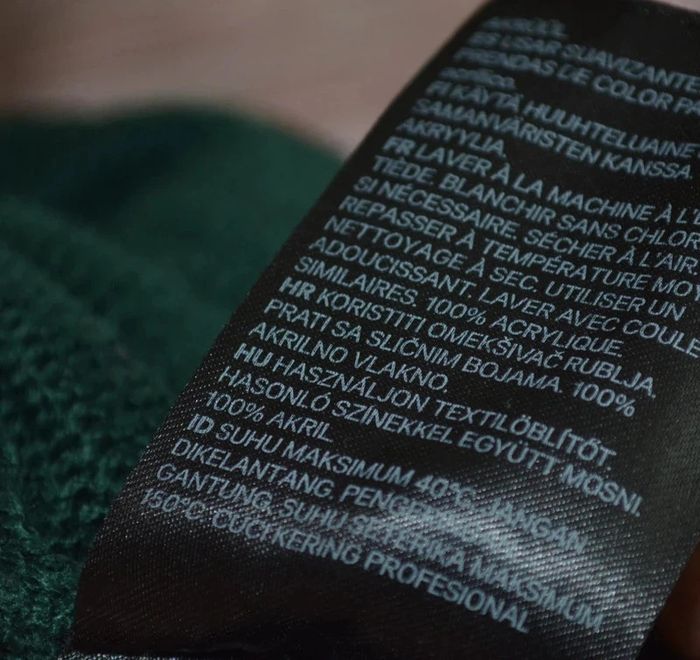 USAR SUAVIZANTE
PRENDAS DE COLOR
FI KÄYTÄ HUUHTELUAINE
SAMANVÄRISTEN KANSSA
AKRYYLIA
FR LAVER À LA MACHINE À L'E
TIÈDE. BLANCHIR SANS CHLOR
SI NÉCESSAIRE. SÉCHER À L'AIR
REPASSER À TEMPÉRATURE MO
NETTOYAGE À SEC. UTILISER UN
ADOUCISSANT. LAVER AVEC COULE
SIMILAIRES. 100% ACRYLIQUE.
HR KORISTITI OMEKŠIVAČ RUBLJA.
PRATI SA SLIČNIM BOJAMA. 100%
AKRILNO VLAKNO.
HU HASZNÁLJON TEXTILÖBLÍTŐT.
HASONLÓ SZÍNEKKEL EGYÜTT MOSNI.
100% AKRIL
ID SUHU MAKSIMUM 40°C. JANGAN
DIKELANTANG.
GANTUNG. SUHU SETERIKA MAKSIMUM
150°C. CUCI KERING PROFESIONAL